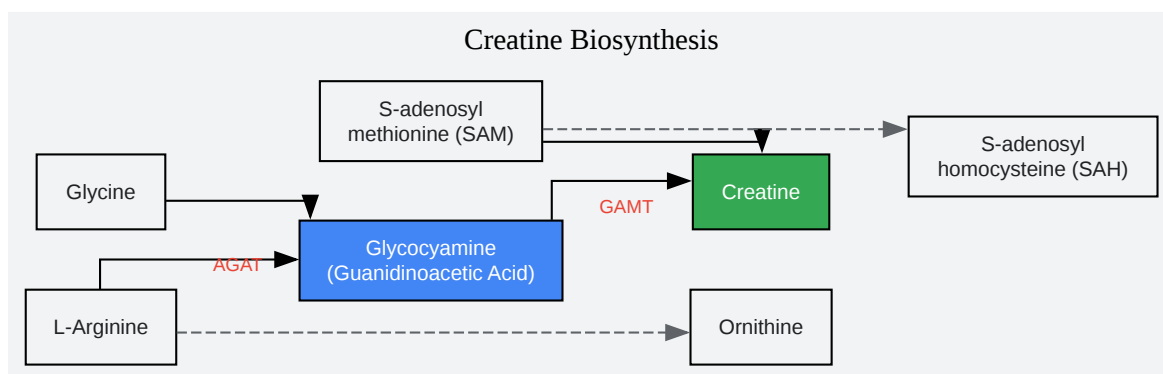 Creatine Biosynthesis
S-adenosyl
methionine (SAM)
S-adenosyl
homocysteine (SAH)
Glycine
Creatine
GAMT
Glycocyamine
(Guanidinoacetic Acid)
AGAT
L-Arginine
Ornithine